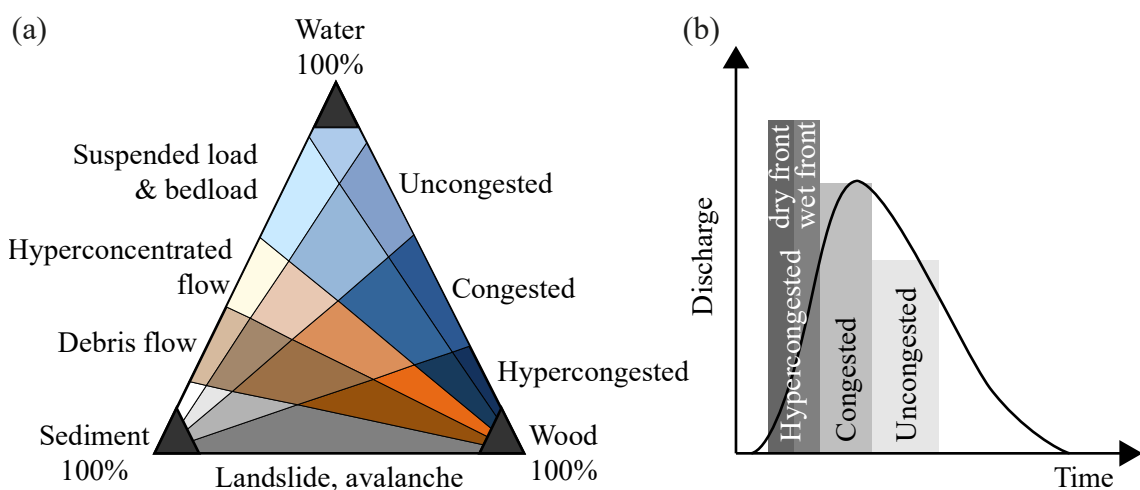 (a)
Water
100%
Suspended load
& bedload
Uncongested
Hyperconcentrated
flow
Congested
Debris flow
Hypercongested
Sediment
100%
Wood
100%
Landslide, avalanche
(b)
Discharge
dry front
wet front
Hypercongested
Congested
Uncongested
Time